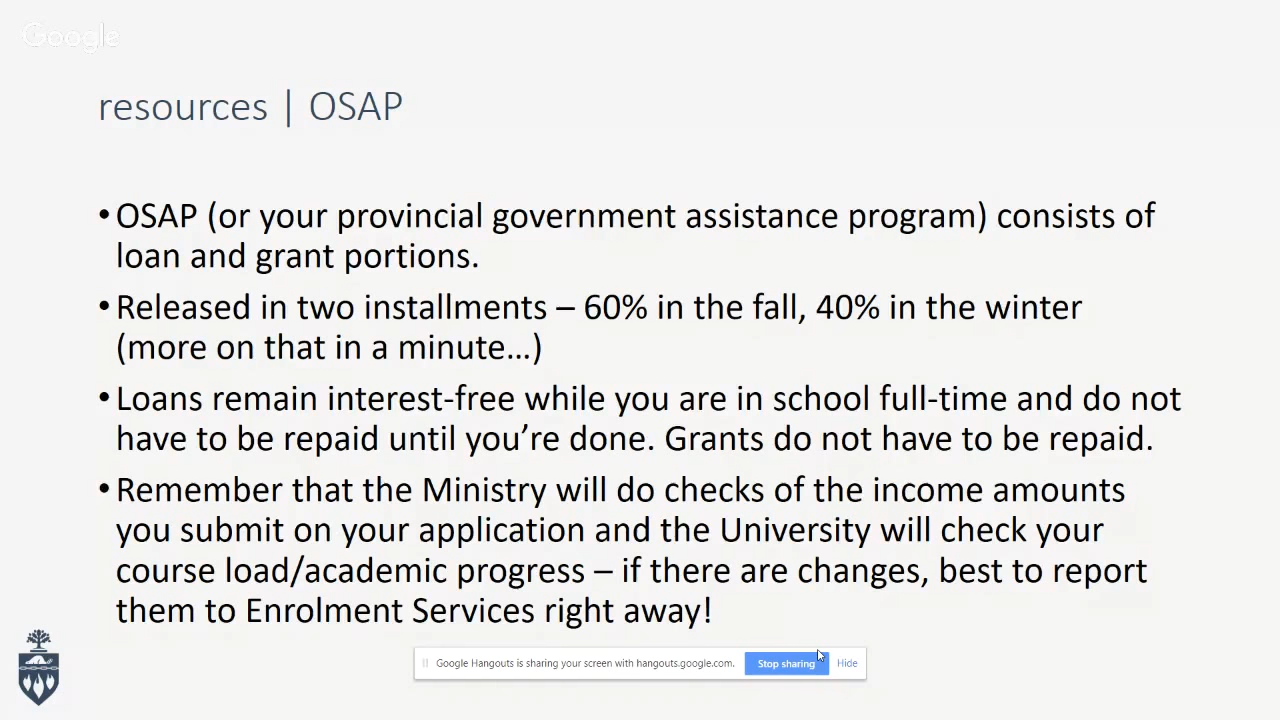 Google
resources | OSAP
•OSAP (or your provincial government assistance program) consists of
loan and grant portions.
•Released in two installments – 60% in the fall, 40% in the winter
(more on that in a minute…)
•Loans remain interest-free while you are in school full-time and do not
have to be repaid until you’re done. Grants do not have to be repaid.
•Remember that the Ministry will do checks of the income amounts
you submit on your application and the University will check your
course load/academic progress – if there are changes, best to report
them to Enrolment Services right away!
Google Hangouts is sharing your screen with hangouts.google.com. Stop sharing Hide